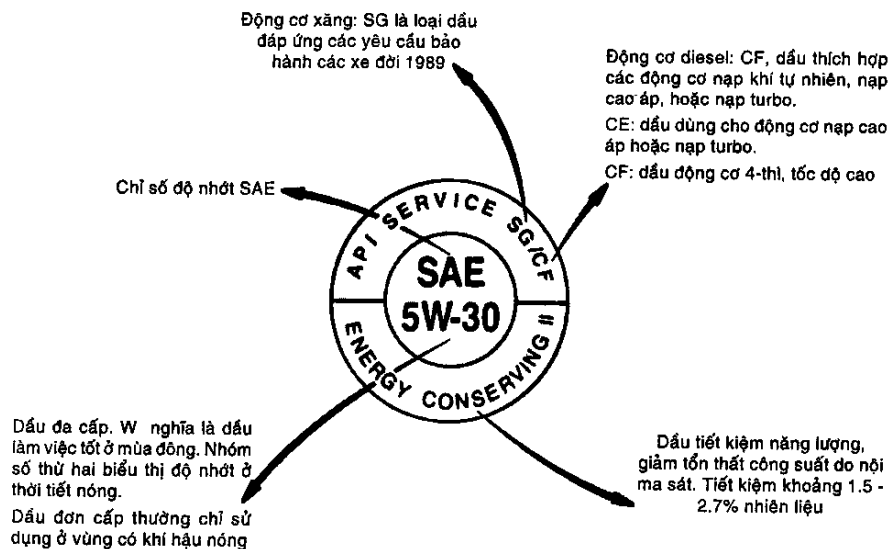 Động cơ xăng: SG là loại dầu
đáp ứng các yêu cầu bảo
hành các xe đời 1989
Động cơ diesel: CF, dầu thích hợp
các động cơ nạp khí tự nhiên, nạp
cao áp, hoặc nạp turbo.
CE: dầu dùng cho động cơ nạp cao
áp hoặc nạp turbo.
CF: dầu động cơ 4-thì, tốc độ cao
Chỉ số độ nhớt SAE
API SERVICE SG/CF
SAE
5W-30
ENERGY CONSERVING II
Dầu đa cấp. W nghĩa là dầu
làm việc tốt ở mùa đông. Nhóm
số thứ hai biểu thị độ nhớt ở
thời tiết nóng.
Dầu đơn cấp thường chỉ sử
dụng ở vùng có khí hậu nóng
Dầu tiết kiệm năng lượng,
giảm tổn thất công suất do nội
ma sát. Tiết kiệm khoảng 1.5 -
2.7% nhiên liệu